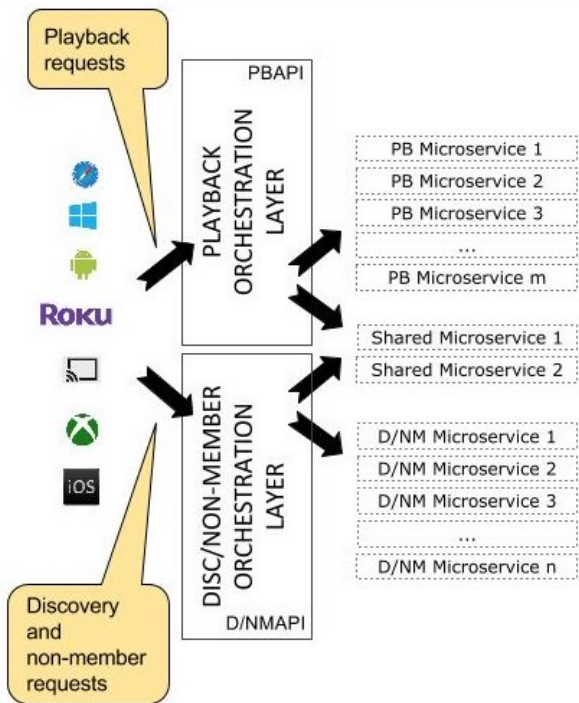 Playback
requests
PBAPI
PLAYBACK
ORCHESTRATION
LAYER
PB Microservice 1
PB Microservice 2
PB Microservice 3
...
PB Microservice m
ROKU
iOS
Shared Microservice 1
Shared Microservice 2
DISC/NON-MEMBER
ORCHESTRATION
LAYER
D/NMAPI
D/NM Microservice 1
D/NM Microservice 2
D/NM Microservice 3
...
D/NM Microservice n
Discovery
and
non-member
requests